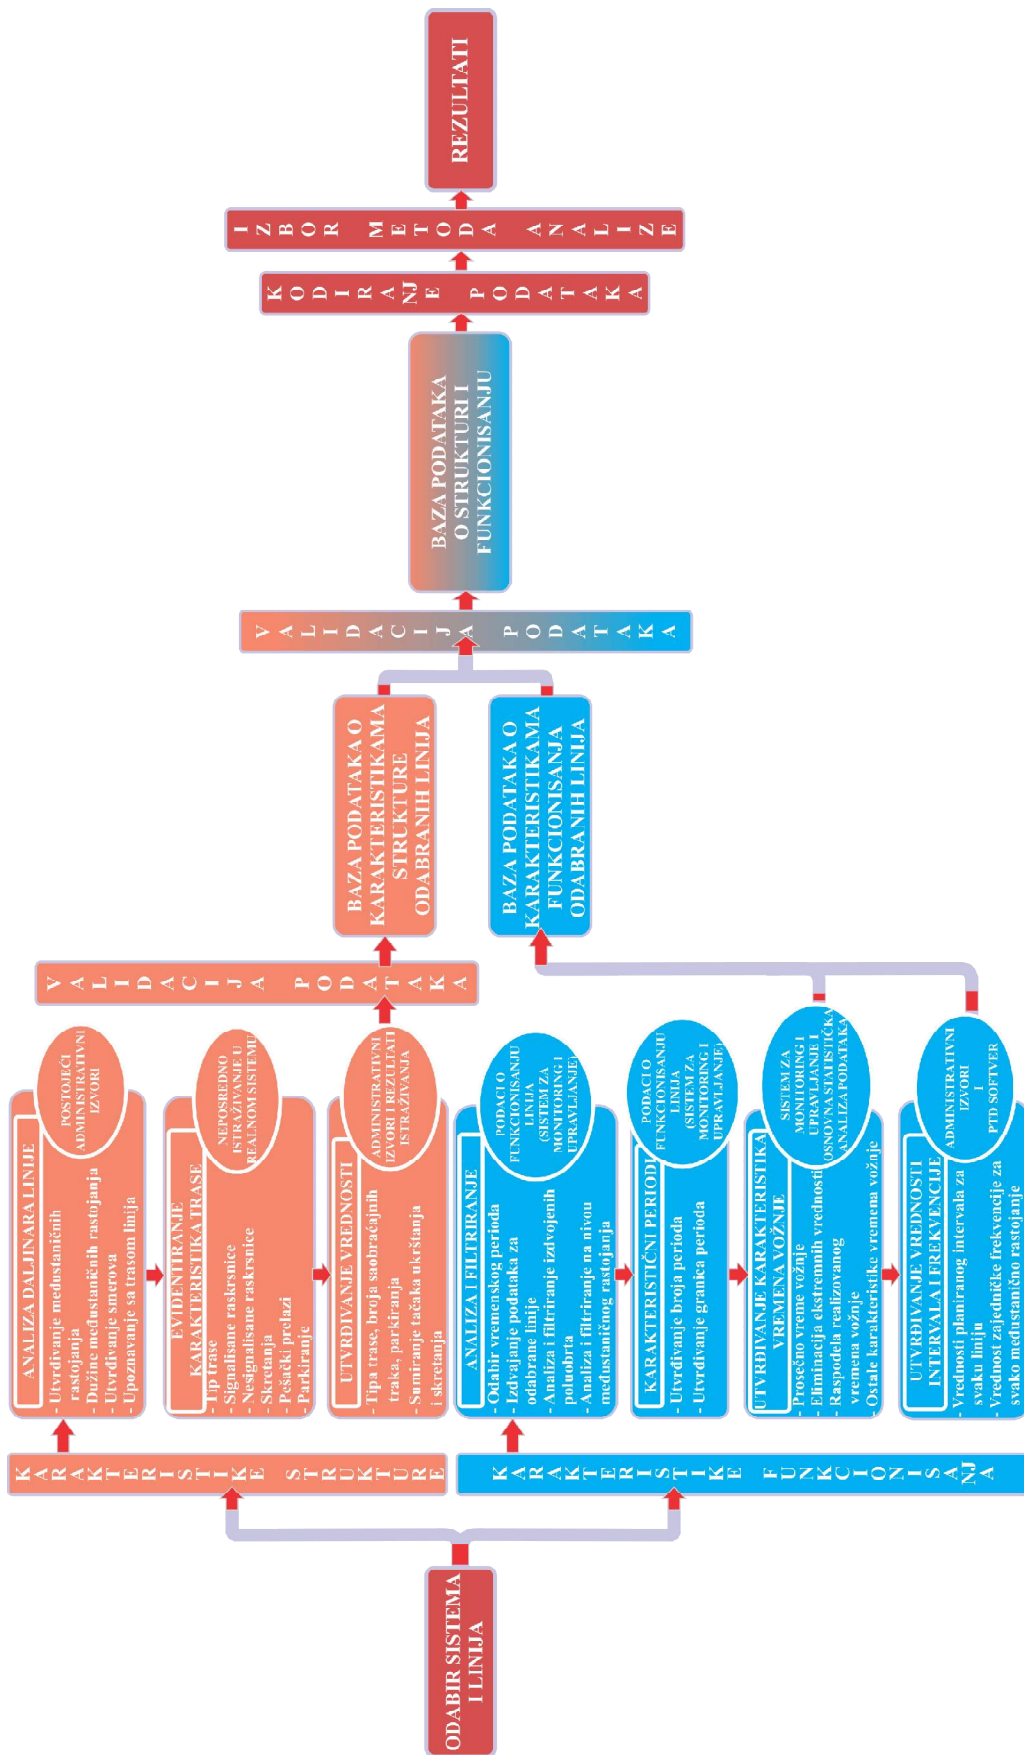 ODABIR SISTEMA
I LINIJA
KARAKTERISTIKE STRUKTURE
ANALIZA DALJINARA LINIJE
- Utvrđivanje međustaničnih
rastojanja
- Dužine međustaničnih rastojanja
- Utvrđivanje smerova
- Upoznavanje sa trasom linija
POSTOJEĆI
ADMINISTRATIVNI
IZVORI
EVIDENTIRANJE
KARAKTERISTIKA TRASE
- Tip trase
- Signalisane raskrsnice
- Nesignalisane raskrsnice
- Skretanja
- Pešački prelazi
- Parkiranje
NEPOSREDNO
ISTRAŽIVANJE U
REALNOM SISTEMU
UTVRĐIVANJE VREDNOSTI
- Tipa trase, broja saobraćajnih
traka, parkiranja
- Sumiranje tačaka ukrštanja
i skretanja
ADMINISTRATIVNI
IZVORI I REZULTATI
ISTRAŽIVANJA
VALIDACIJA PODATAKA
BAZA PODATAKA O
KARAKTERISTIKAMA
STRUKTURE
ODABRANIH LINIJA
KARAKTERISTIKE FUNKCIONISANJA
ANALIZA I FILTRIRANJE
- Odabir vremenskog perioda
- Izdvajanje podataka za
odabrane linije
- Analiza i filtriranje izdvojenih
poluobrta
- Analiza i filtriranje na nivou
međustaničnog rastojanja
PODACI O
FUNKCIONISANJU
LINIJA
(SISTEM ZA
MONITORING I
UPRAVLJANJE)
KARAKTERISTIČNI PERIODI
- Utvrđivanje broja perioda
- Utvrđivanje granica perioda
PODACI O
FUNKCIONISANJU
LINIJA
(SISTEM ZA
MONITORING I
UPRAVLJANJE)
UTVRĐIVANJE KARAKTERISTIKA
VREMENA VOŽNJE
- Prosečno vreme vožnje
- Eliminacija ekstremnih vrednosti
- Raspodela realizovanog
vremena vožnje
- Ostale karakteristike vremena vožnje
SISTEM ZA
MONITORING I
UPRAVLJANJE I
OSNOVNA STATISTIČKA
ANALIZA PODATAKA
UTVRĐIVANJE VREDNOSTI
INTERVALA I FREKVENCIJE
- Vrednosti planiranog intervala za
svaku liniju
- Vrednost zajedničke frekvencije za
svako međustanično rastojanje
ADMINISTRATIVNI
IZVORI
I
PTD SOFTVER
BAZA PODATAKA O
KARAKTERISTIKAMA
FUNKCIONISANJA
ODABRANIH LINIJA
VALIDACIJA PODATAKA
BAZA PODATAKA
O STRUKTURI I
FUNKCIONISANJU
KODIRANJE PODATAKA
IZBOR METODA ANALIZE
REZULTATI